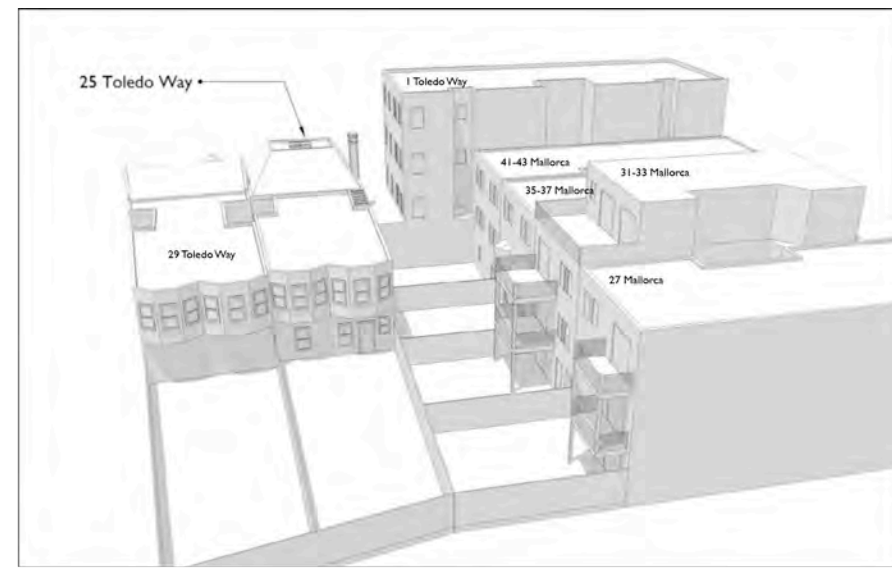 1 Toledo Way
25 Toledo Way
41-43 Mallorca
31-33 Mallorca
35-37 Mallorca
29 Toledo Way
27 Mallorca